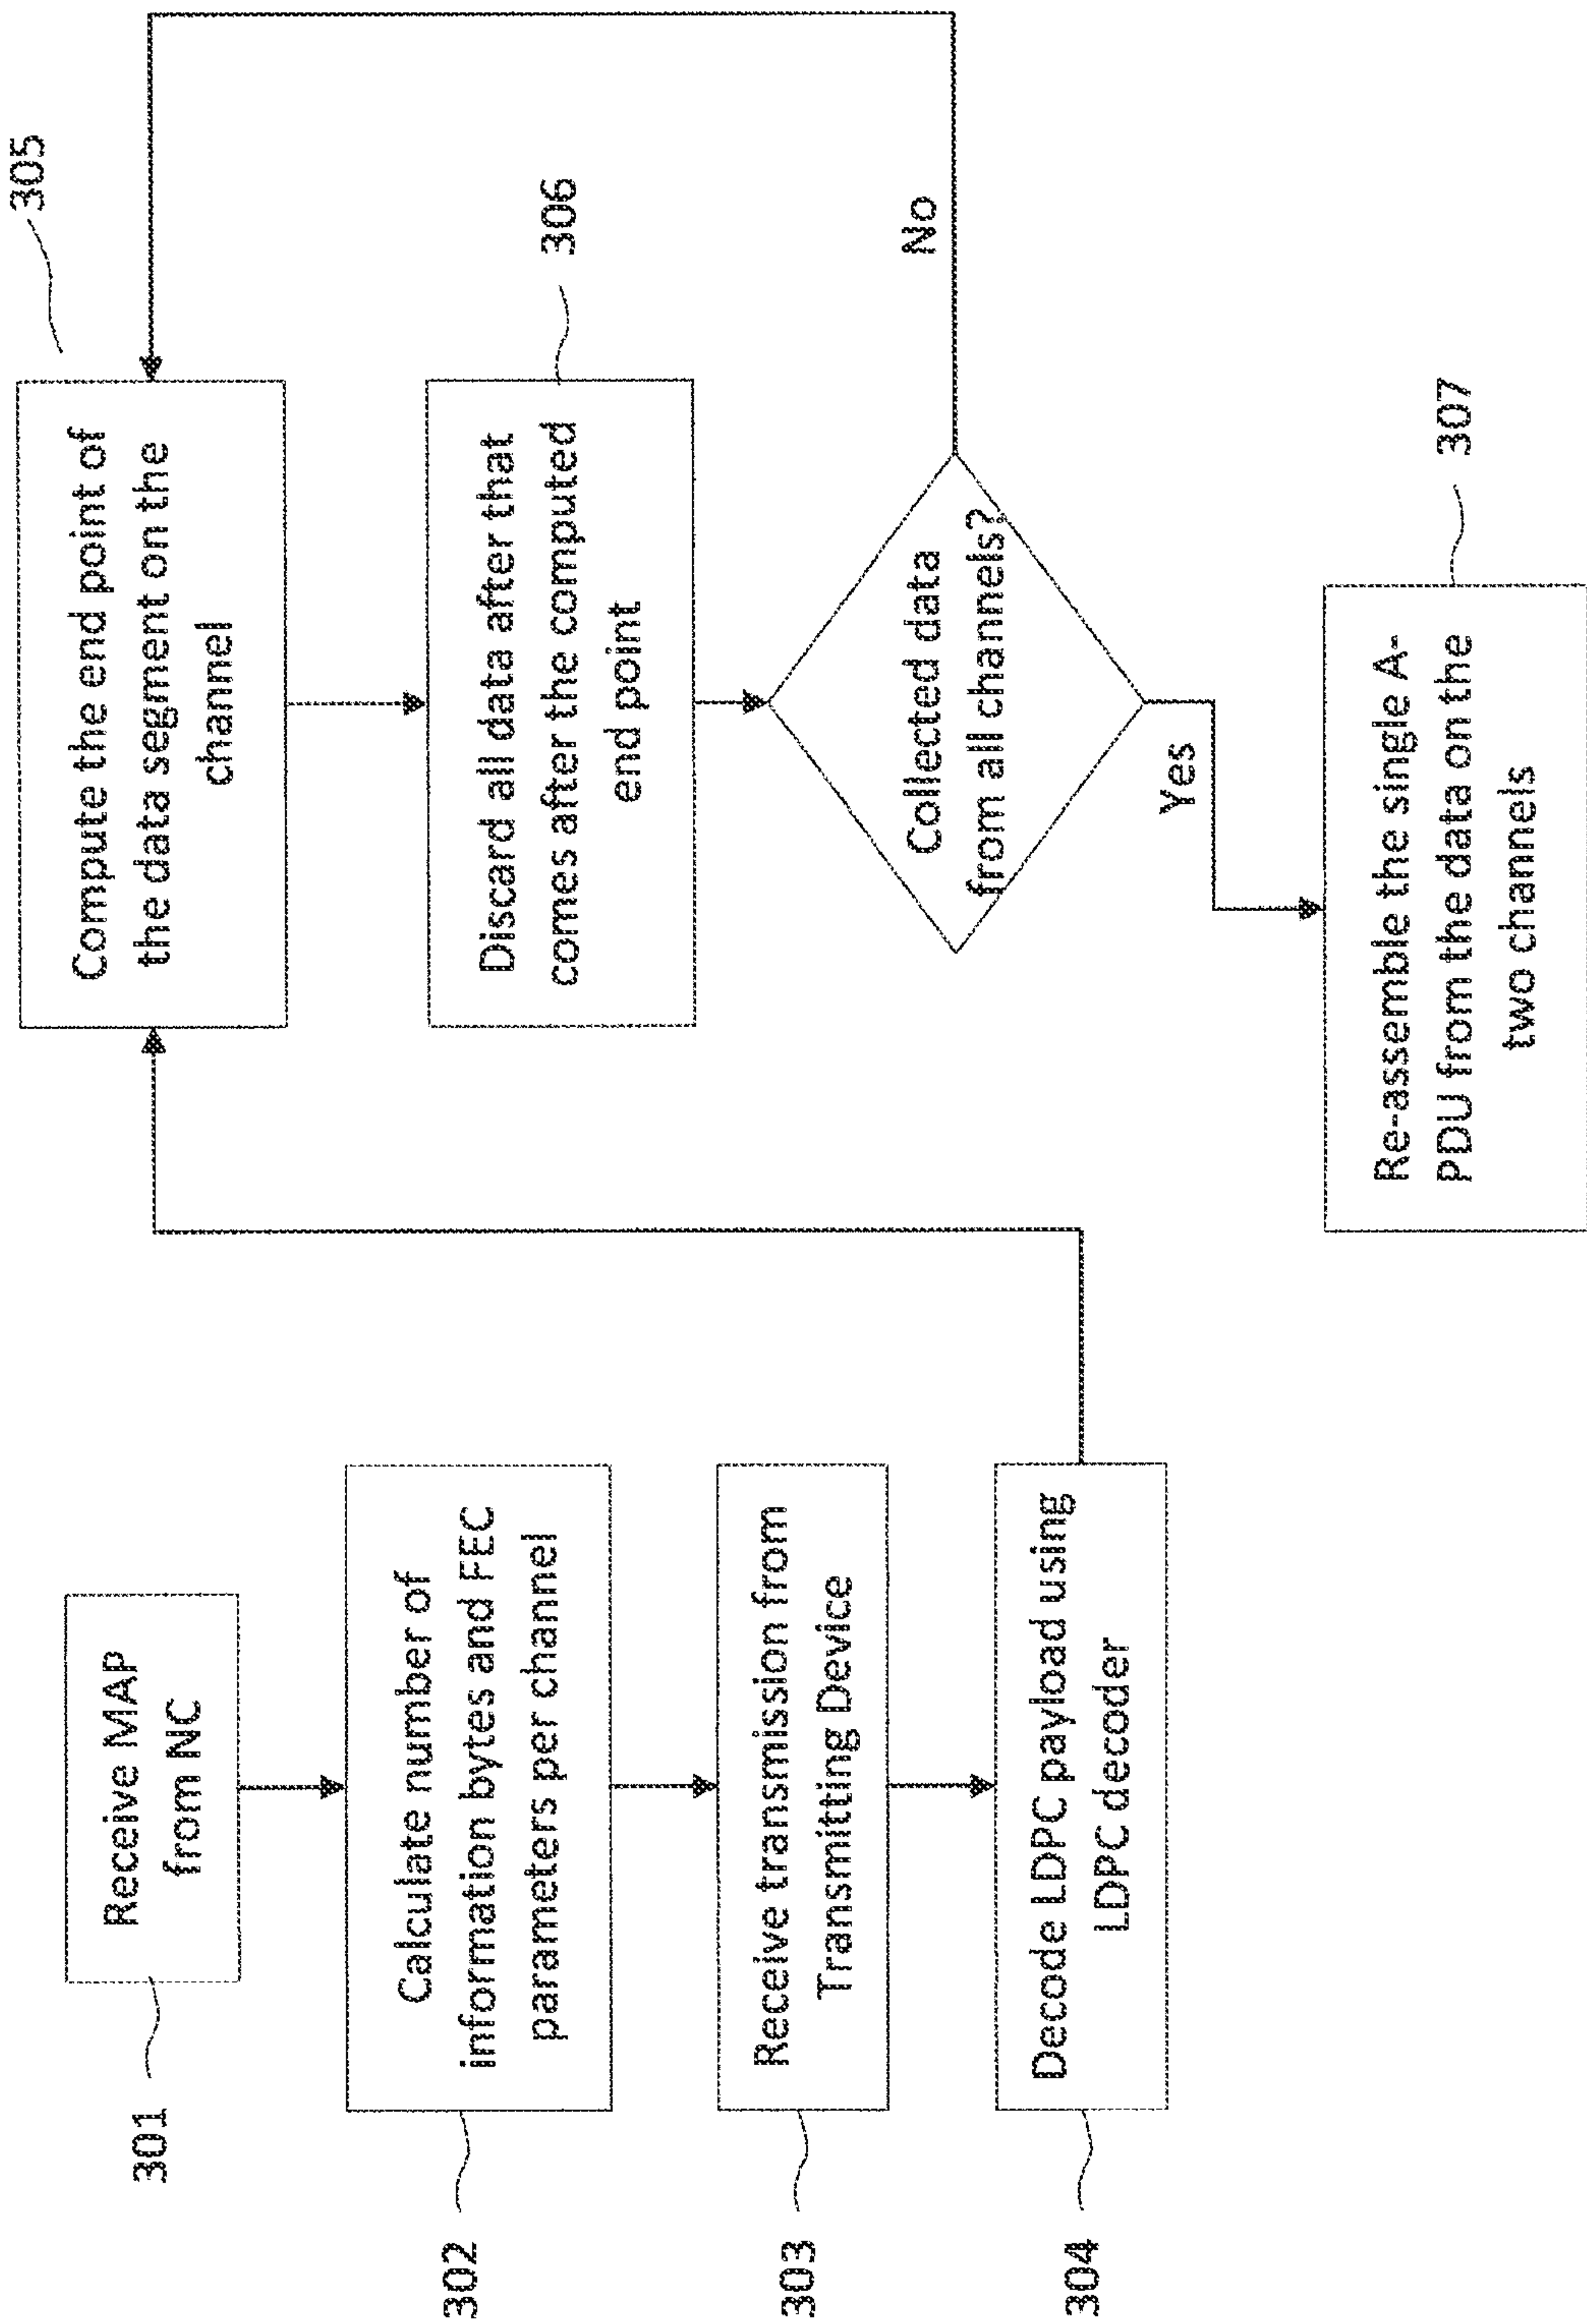 301
Receive MAP
from NC
302
Calculate number of
information bytes and FEC
parameters per channel
303
Receive transmission from
Transmitting Device
304
Decode LDPC payload using
LDPC decoder
305
Compute the end point of
the data segment on the
channel
306
Discard all data after that
comes after the computed
end point
Collected data
from all channels?
No
Yes
307
Re-assemble the single A-
PDU from the data on the
two channels